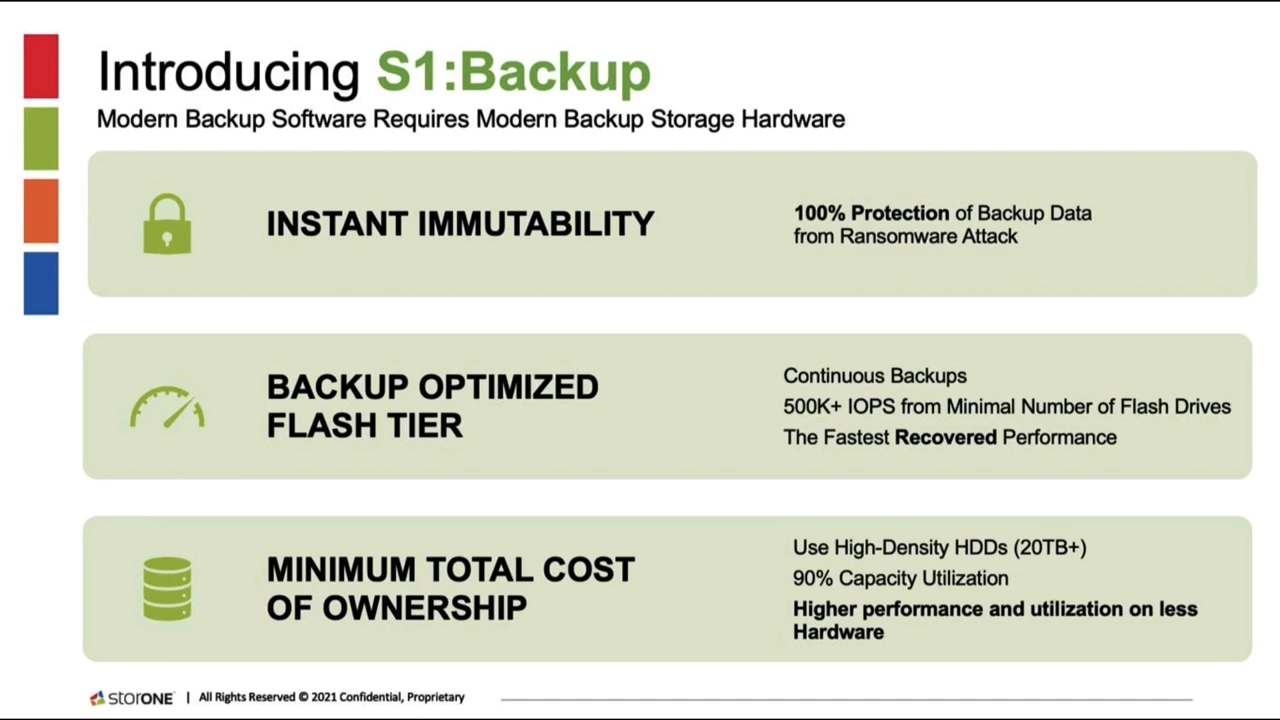 Introducing S1:Backup
Modern Backup Software Requires Modern Backup Storage Hardware
INSTANT IMMUTABILITY
100% Protection of Backup Data
from Ransomware Attack
BACKUP OPTIMIZED
FLASH TIER
Continuous Backups
500K+ IOPS from Minimal Number of Flash Drives
The Fastest Recovered Performance
MINIMUM TOTAL COST
OF OWNERSHIP
Use High-Density HDDs (20TB+)
90% Capacity Utilization
Higher performance and utilization on less
Hardware
storONE | All Rights Reserved © 2021 Confidential, Proprietary